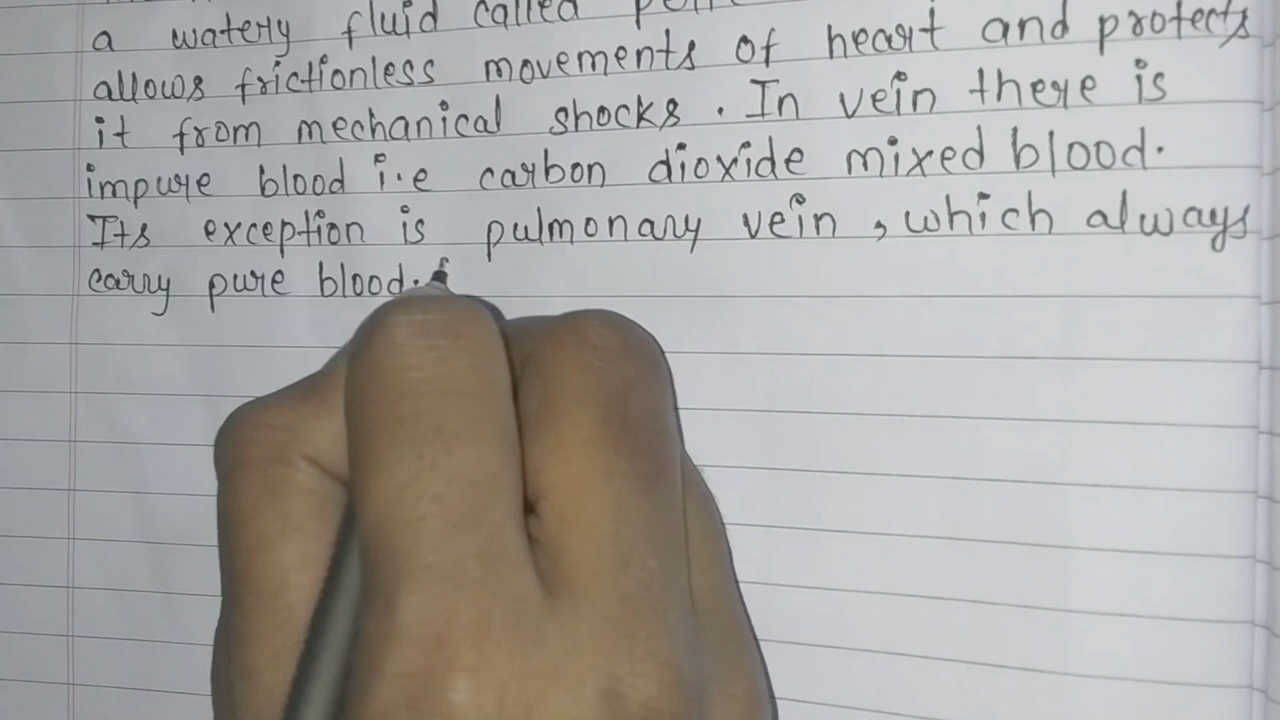 a watery fluid called
allows frictionless movements of heart and protects
it from mechanical shocks. In vein there is
impure blood i.e carbon dioxide mixed blood.
Its exception is pulmonary vein, which always
carry pure blood.